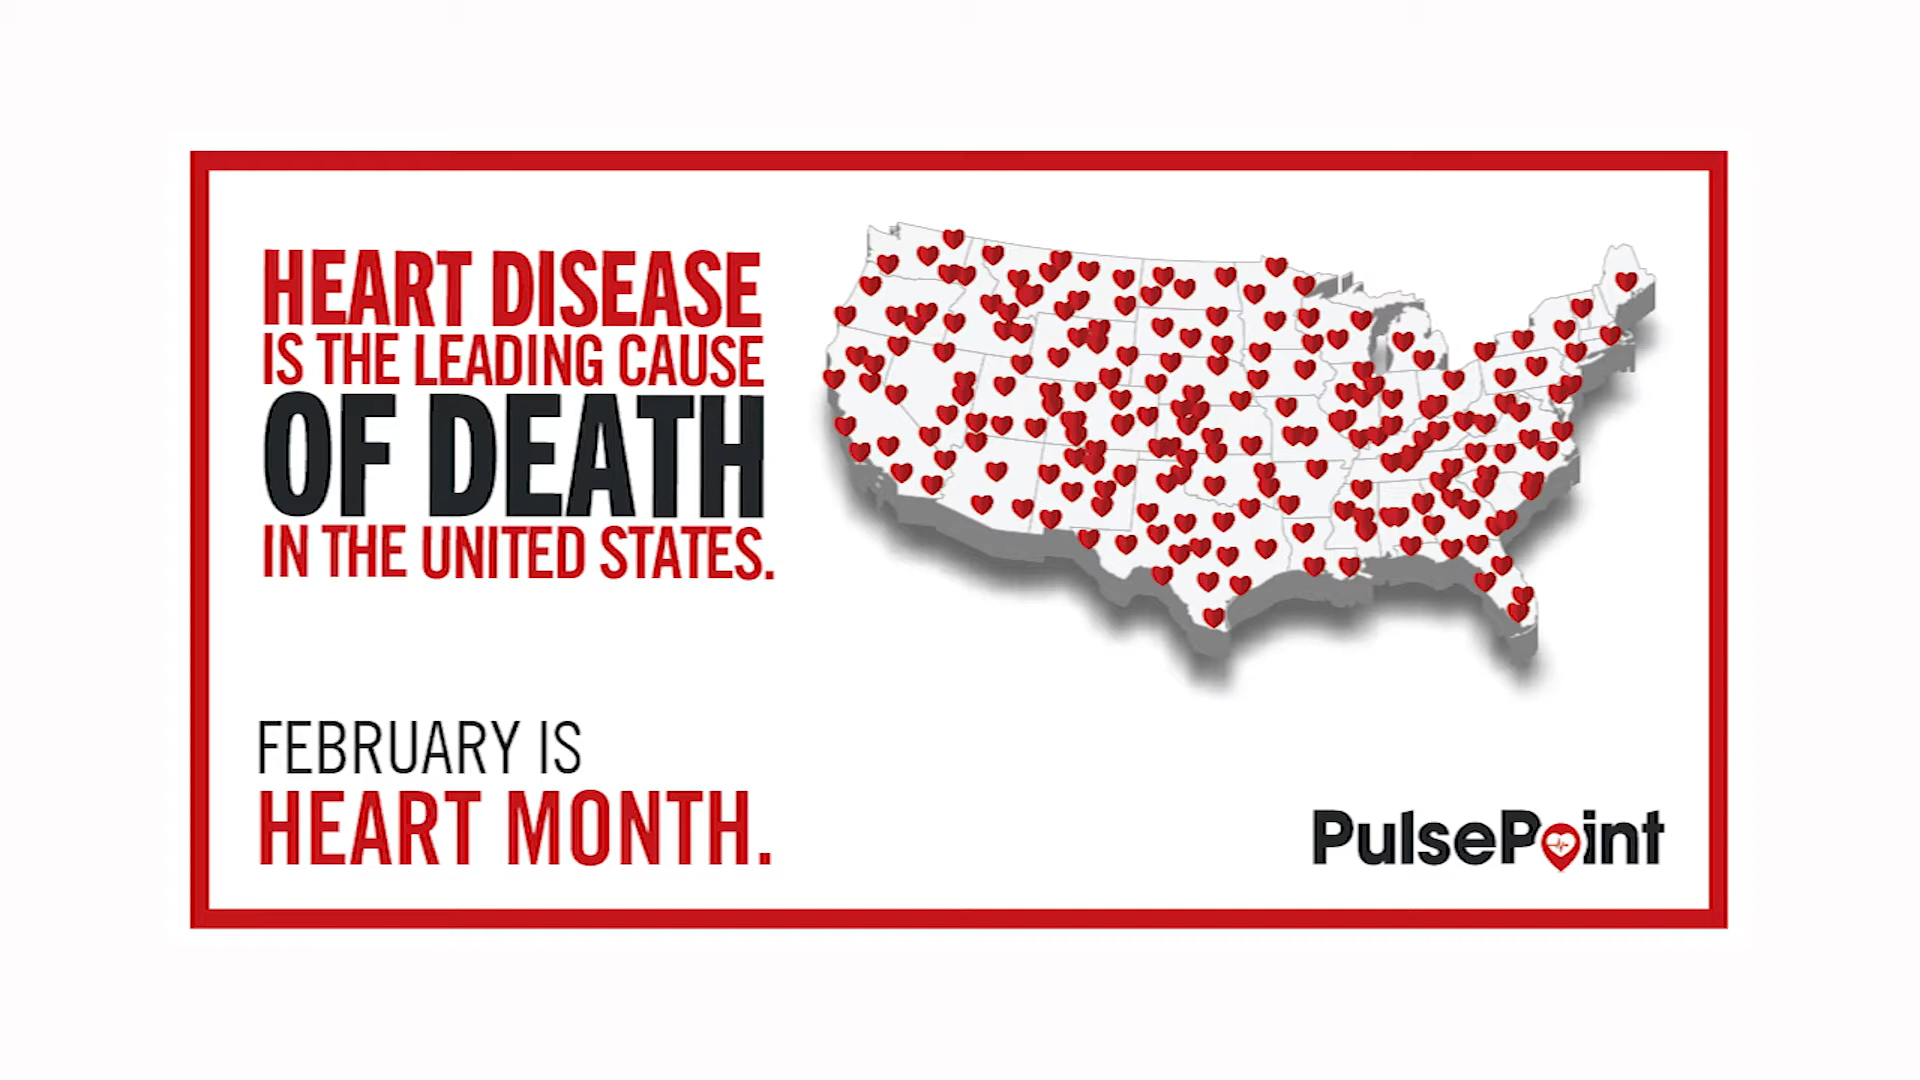 HEART DISEASE
IS THE LEADING CAUSE
OF DEATH
IN THE UNITED STATES.
FEBRUARY IS
HEART MONTH.
PulsePoint